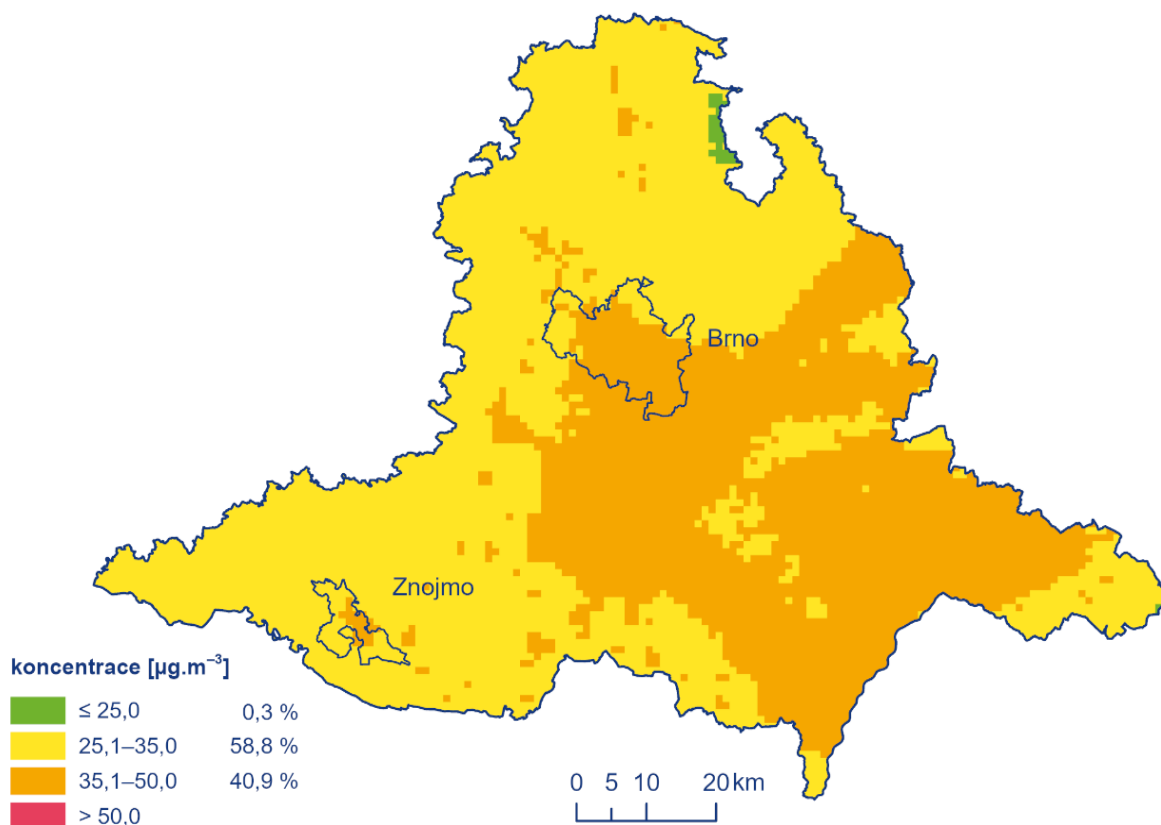 Brno
Znojmo
koncentrace [µg.m⁻³]
≤ 25,0 0,3 %
25,1–35,0 58,8 %
35,1–50,0 40,9 %
> 50,0
0 5 10 20 km